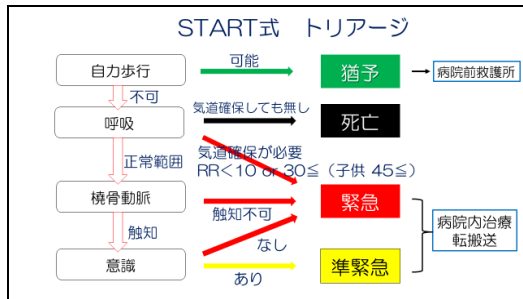 START式　トリアージ
自力歩行
可能
猶予
病院前救護所
不可
呼吸
気道確保しても無し
死亡
正常範囲
気道確保が必要
RR<10 or 30≦（子供 45≦）
橈骨動脈
触知不可
緊急
病院内治療
転搬送
触知
なし
意識
あり
準緊急